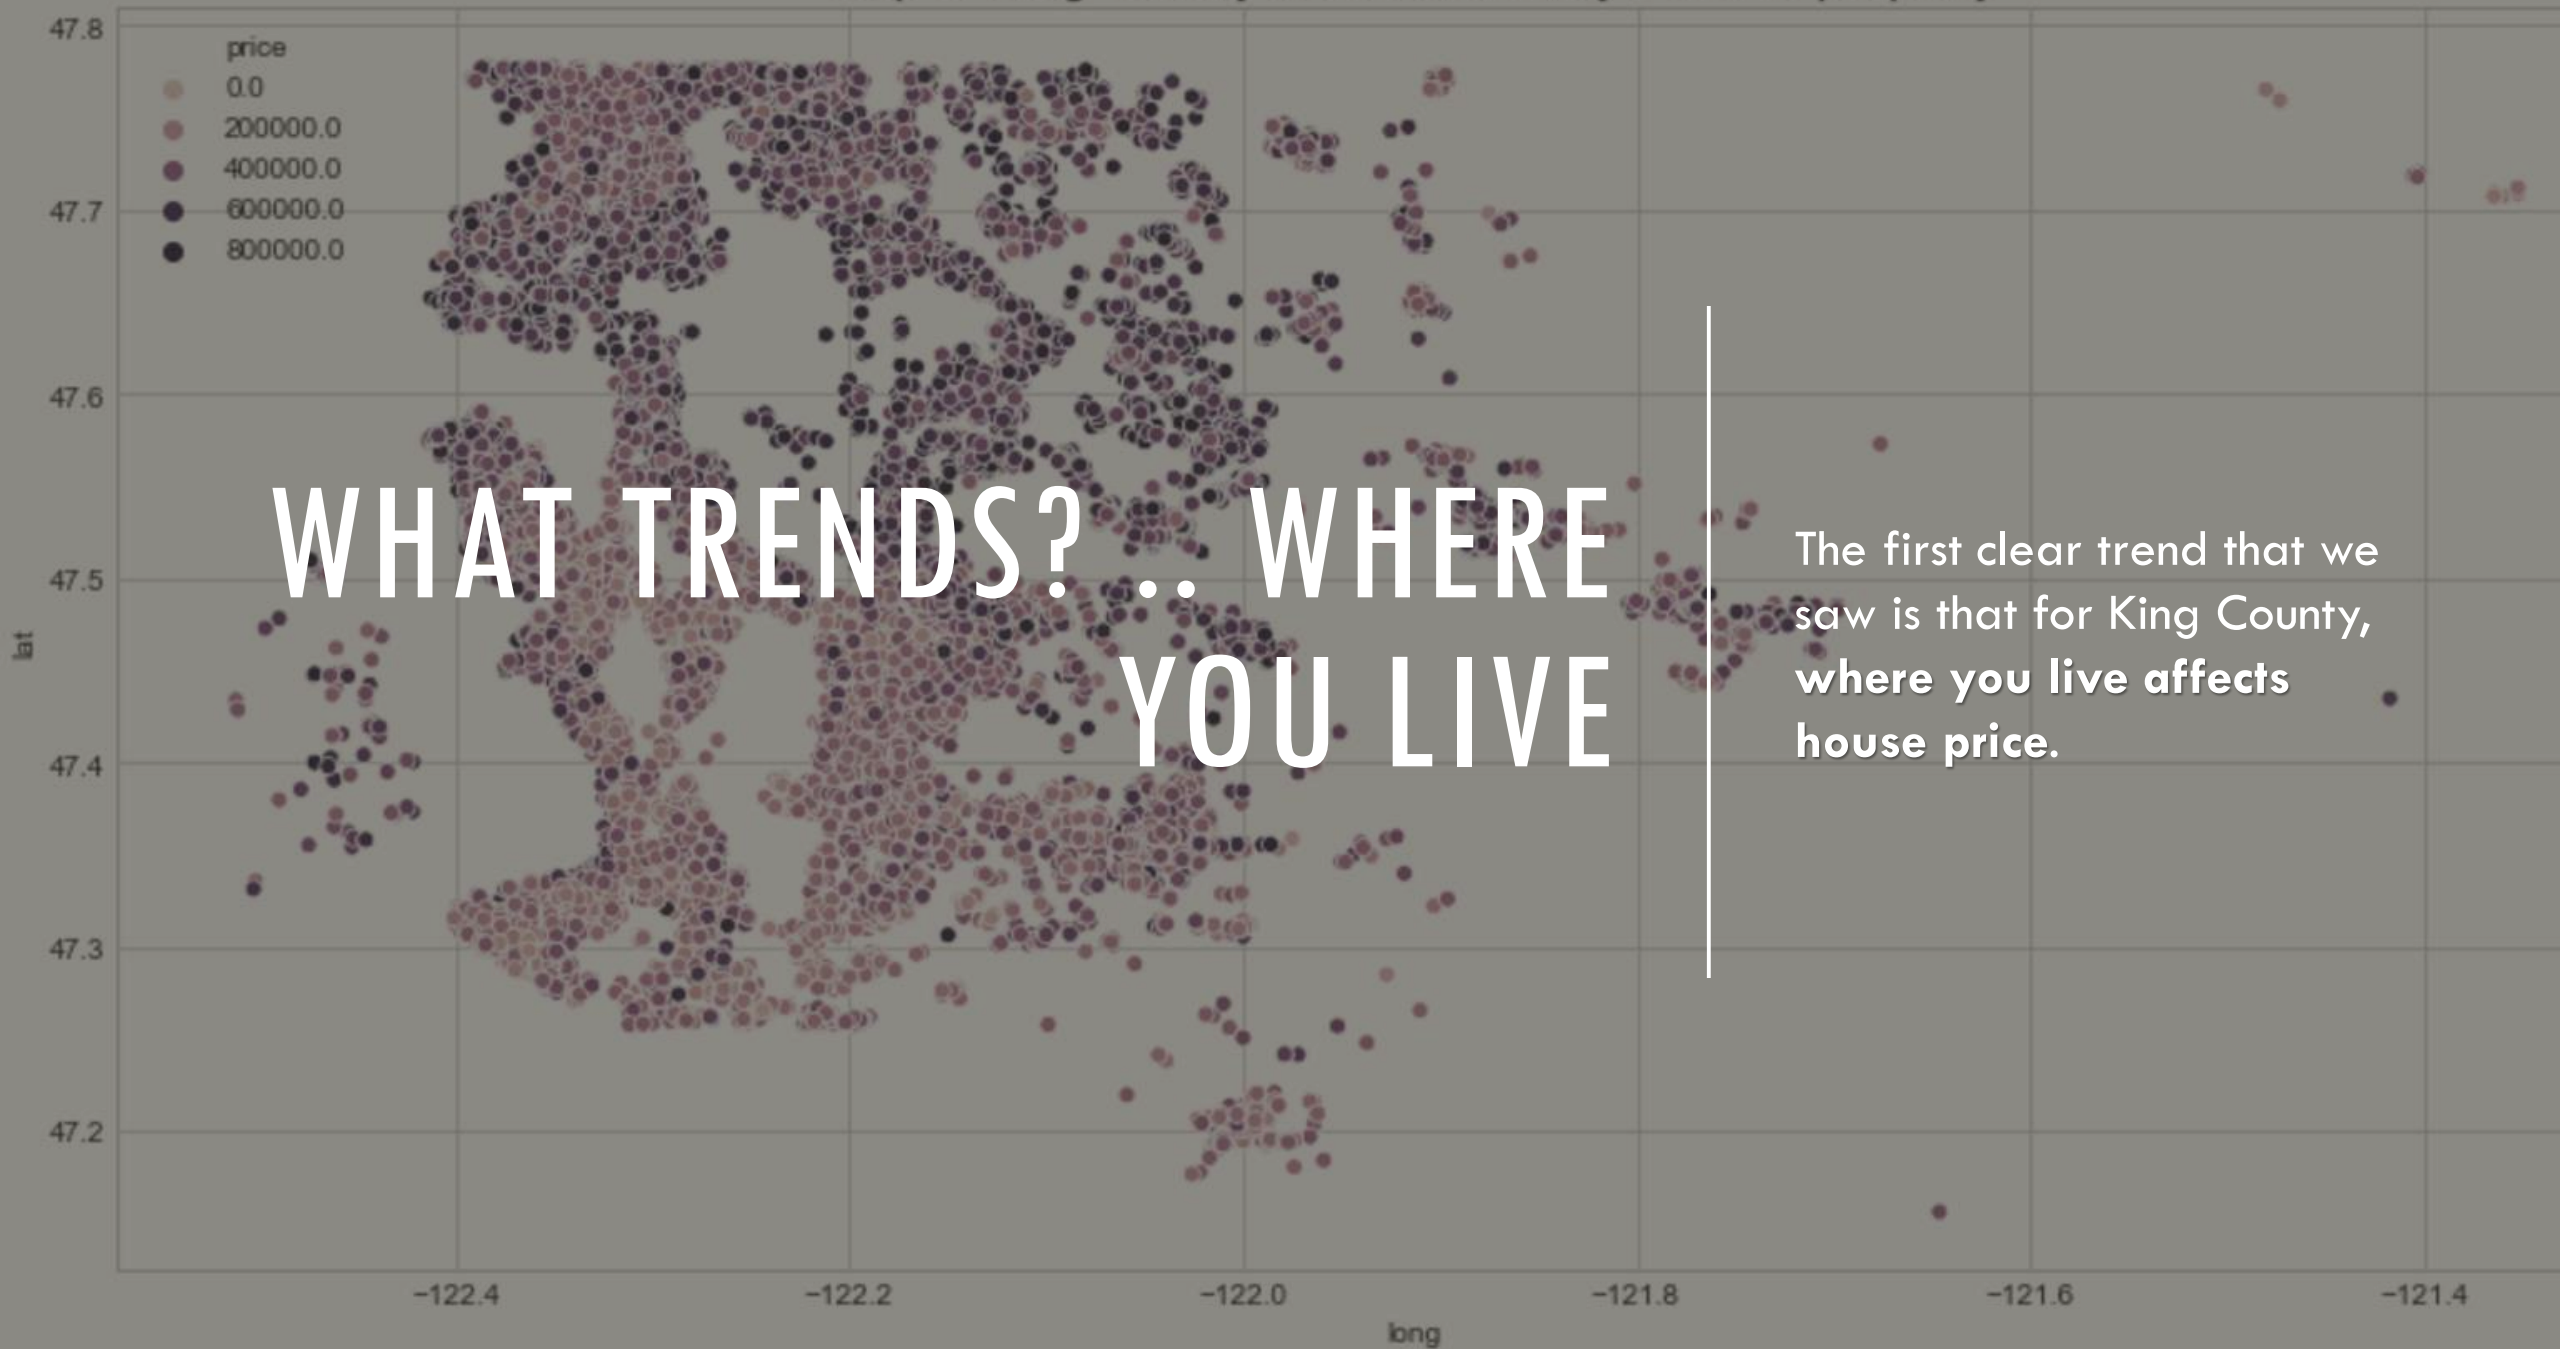 47.8
price
0.0
200000.0
400000.0
47.7
600000.0
800000.0
47.6
WHAT TRENDS? .. WHERE
YOU LIVE
The first clear trend that we
saw is that for King County,
where you live affects
house price.
47.5
lat
47.4
47.3
47.2
−122.4
−122.2
−122.0
−121.8
−121.6
−121.4
long